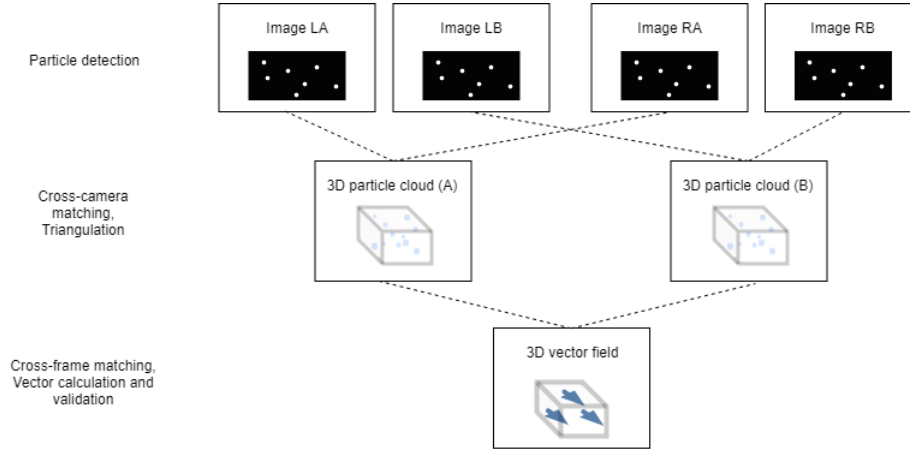 Image LA
Image LB
Image RA
Image RB
Particle detection
Cross-camera
matching,
Triangulation
3D particle cloud (A)
3D particle cloud (B)
Cross-frame matching,
Vector calculation and
validation
3D vector field